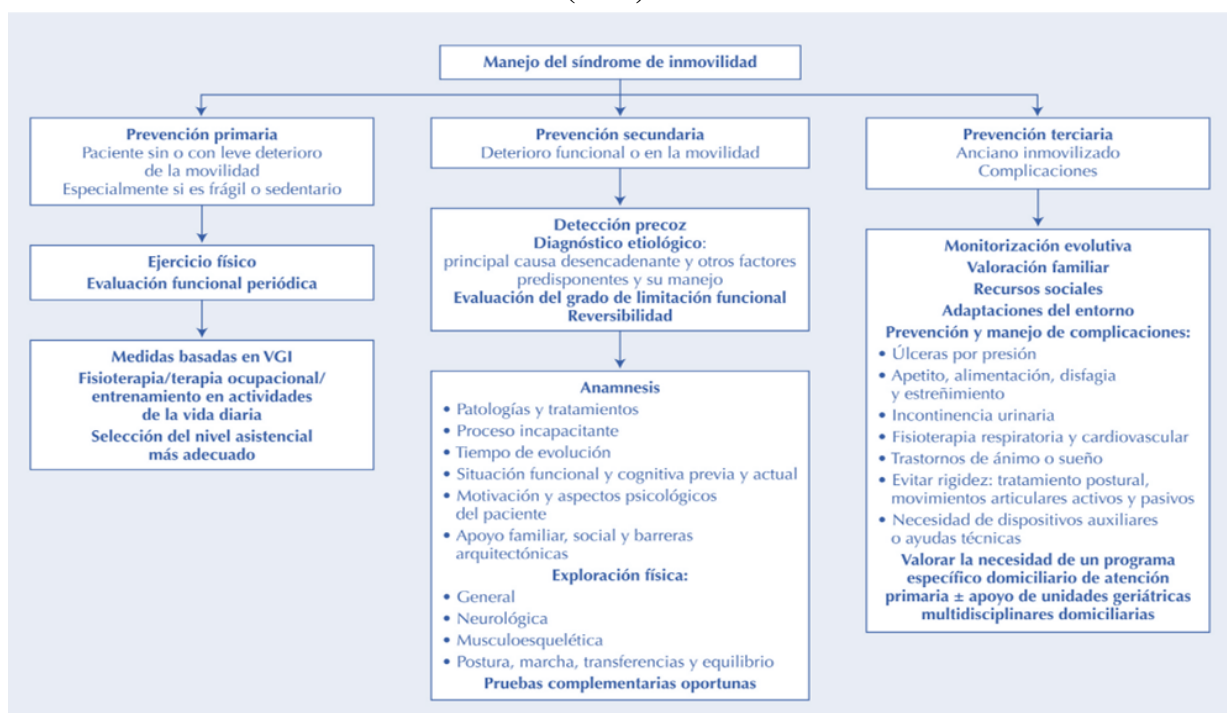 Manejo del síndrome de inmovilidad
Prevención primaria
Paciente sin o con leve deterioro
de la movilidad
Especialmente si es frágil o sedentario
Ejercicio físico
Evaluación funcional periódica
Medidas basadas en VGI
Fisioterapia/terapia ocupacional/
entrenamiento en actividades
de la vida diaria
Selección del nivel asistencial
más adecuado
Prevención secundaria
Deterioro funcional o en la movilidad
Detección precoz
Diagnóstico etiológico:
principal causa desencadenante y otros factores
predisponentes y su manejo
Evaluación del grado de limitación funcional
Reversibilidad
Anamnesis
• Patologías y tratamientos
• Proceso incapacitante
• Tiempo de evolución
• Situación funcional y cognitiva previa y actual
• Motivación y aspectos psicológicos
del paciente
• Apoyo familiar, social y barreras
arquitectónicas
Exploración física:
• General
• Neurológica
• Musculoesquelética
• Postura, marcha, transferencias y equilibrio
Pruebas complementarias oportunas
Prevención terciaria
Anciano inmovilizado
Complicaciones
Monitorización evolutiva
Valoración familiar
Recursos sociales
Adaptaciones del entorno
Prevención y manejo de complicaciones:
• Úlceras por presión
• Apetito, alimentación, disfagia
y estreñimiento
• Incontinencia urinaria
• Fisioterapia respiratoria y cardiovascular
• Trastornos de ánimo o sueño
• Evitar rigidez: tratamiento postural,
movimientos articulares activos y pasivos
• Necesidad de dispositivos auxiliares
o ayudas técnicas
Valorar la necesidad de un programa
específico domiciliario de atención
primaria ± apoyo de unidades geriátricas
multidisciplinares domiciliarias